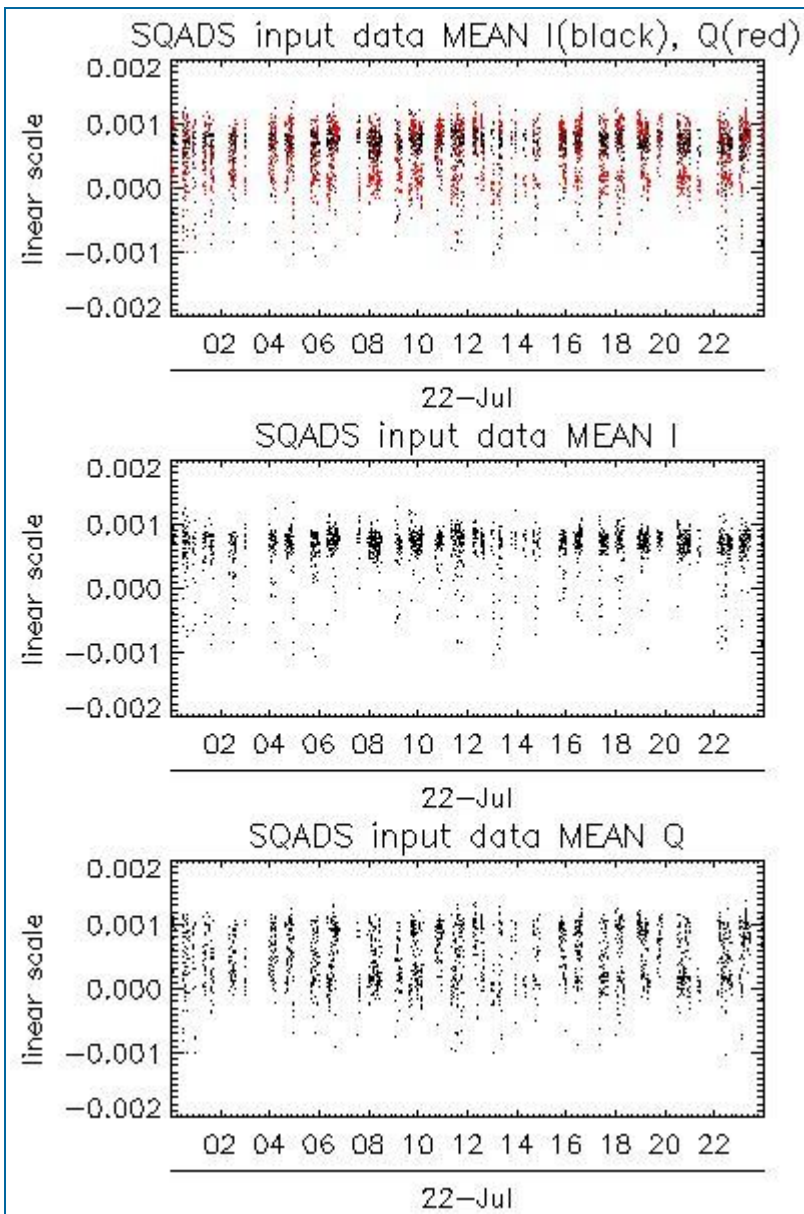 SQADS input data MEAN I(black), Q(red)
0.002
0.001
0.000
−0.001
−0.002
linear scale
02 04 06 08 10 12 14 16 18 20 22
22−Jul
SQADS input data MEAN I
0.002
0.001
0.000
−0.001
−0.002
linear scale
02 04 06 08 10 12 14 16 18 20 22
22−Jul
SQADS input data MEAN Q
0.002
0.001
0.000
−0.001
−0.002
linear scale
02 04 06 08 10 12 14 16 18 20 22
22−Jul